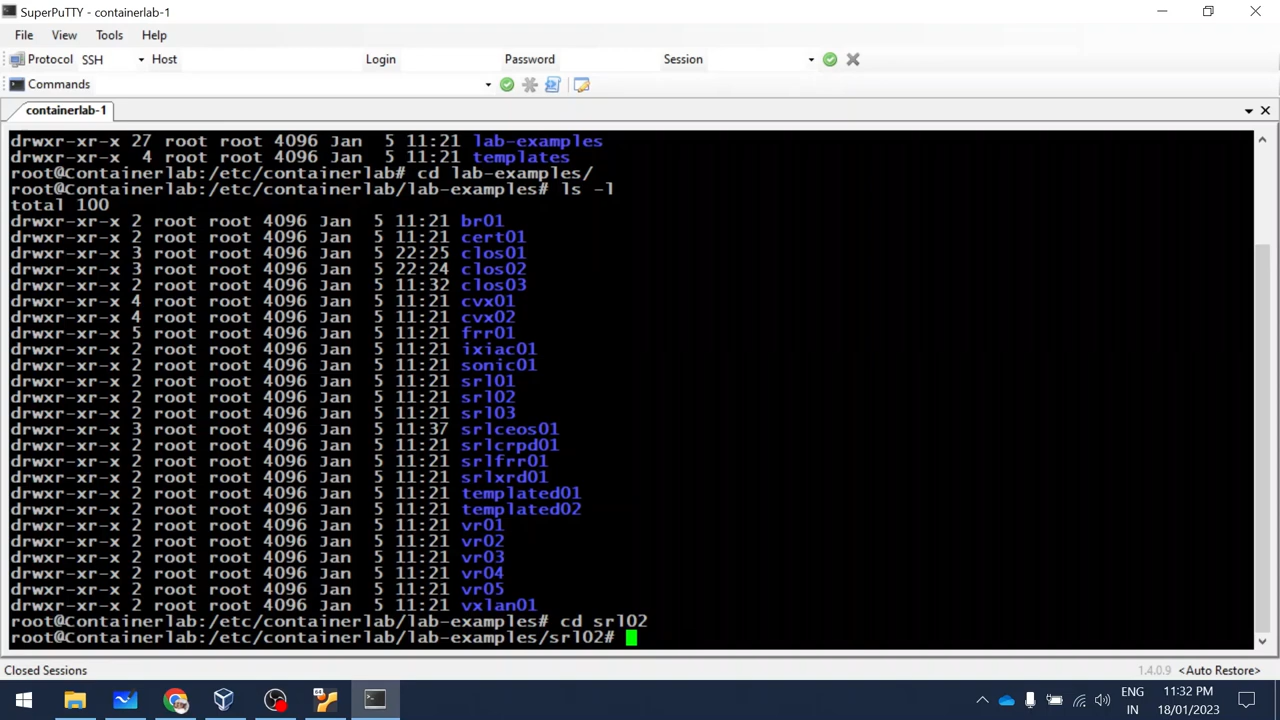 SuperPuTTY - containerlab-1
File View Tools Help
Protocol SSH Host Login Password Session
Commands
containerlab-1
drwxr-xr-x 27 root root 4096 Jan  5 11:21 lab-examples
drwxr-xr-x  4 root root 4096 Jan  5 11:21 templates
root@Containerlab:/etc/containerlab# cd lab-examples/
root@Containerlab:/etc/containerlab/lab-examples# ls -l
total 100
drwxr-xr-x 2 root root 4096 Jan  5 11:21 br01
drwxr-xr-x 2 root root 4096 Jan  5 11:21 cert01
drwxr-xr-x 3 root root 4096 Jan  5 22:25 clos01
drwxr-xr-x 3 root root 4096 Jan  5 22:24 clos02
drwxr-xr-x 2 root root 4096 Jan  5 11:32 clos03
drwxr-xr-x 4 root root 4096 Jan  5 11:21 cvx01
drwxr-xr-x 4 root root 4096 Jan  5 11:21 cvx02
drwxr-xr-x 5 root root 4096 Jan  5 11:21 frr01
drwxr-xr-x 2 root root 4096 Jan  5 11:21 ixiac01
drwxr-xr-x 2 root root 4096 Jan  5 11:21 sonic01
drwxr-xr-x 2 root root 4096 Jan  5 11:21 srl01
drwxr-xr-x 2 root root 4096 Jan  5 11:21 srl02
drwxr-xr-x 2 root root 4096 Jan  5 11:21 srl03
drwxr-xr-x 3 root root 4096 Jan  5 11:37 srlceos01
drwxr-xr-x 2 root root 4096 Jan  5 11:21 srlcrpd01
drwxr-xr-x 2 root root 4096 Jan  5 11:21 srlfrr01
drwxr-xr-x 2 root root 4096 Jan  5 11:21 srlxrd01
drwxr-xr-x 2 root root 4096 Jan  5 11:21 templated01
drwxr-xr-x 2 root root 4096 Jan  5 11:21 templated02
drwxr-xr-x 2 root root 4096 Jan  5 11:21 vr01
drwxr-xr-x 2 root root 4096 Jan  5 11:21 vr02
drwxr-xr-x 2 root root 4096 Jan  5 11:21 vr03
drwxr-xr-x 2 root root 4096 Jan  5 11:21 vr04
drwxr-xr-x 2 root root 4096 Jan  5 11:21 vr05
drwxr-xr-x 2 root root 4096 Jan  5 11:21 vxlan01
root@Containerlab:/etc/containerlab/lab-examples# cd srl02
root@Containerlab:/etc/containerlab/lab-examples/srl02#
Closed Sessions 1.4.0.9 <Auto Restore>
ENG 11:32 PM
IN 18/01/2023